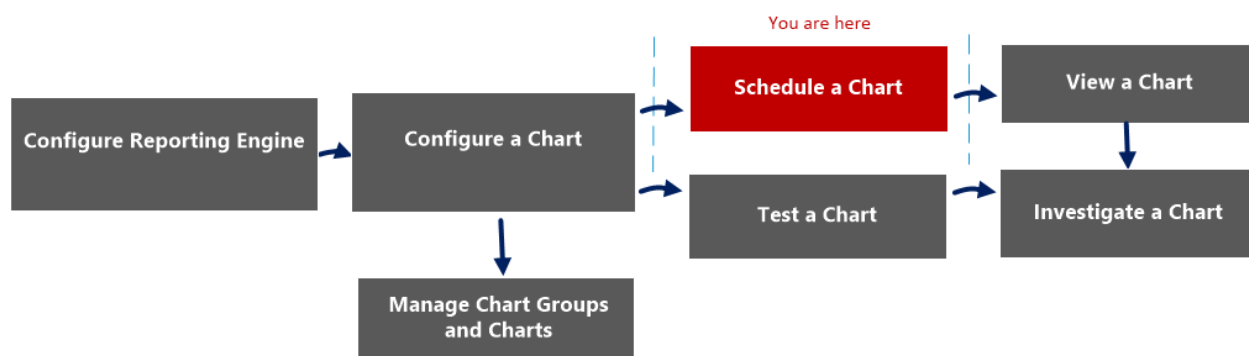 You are here
Schedule a Chart
View a Chart
Configure Reporting Engine
Configure a Chart
Test a Chart
Investigate a Chart
Manage Chart Groups
and Charts